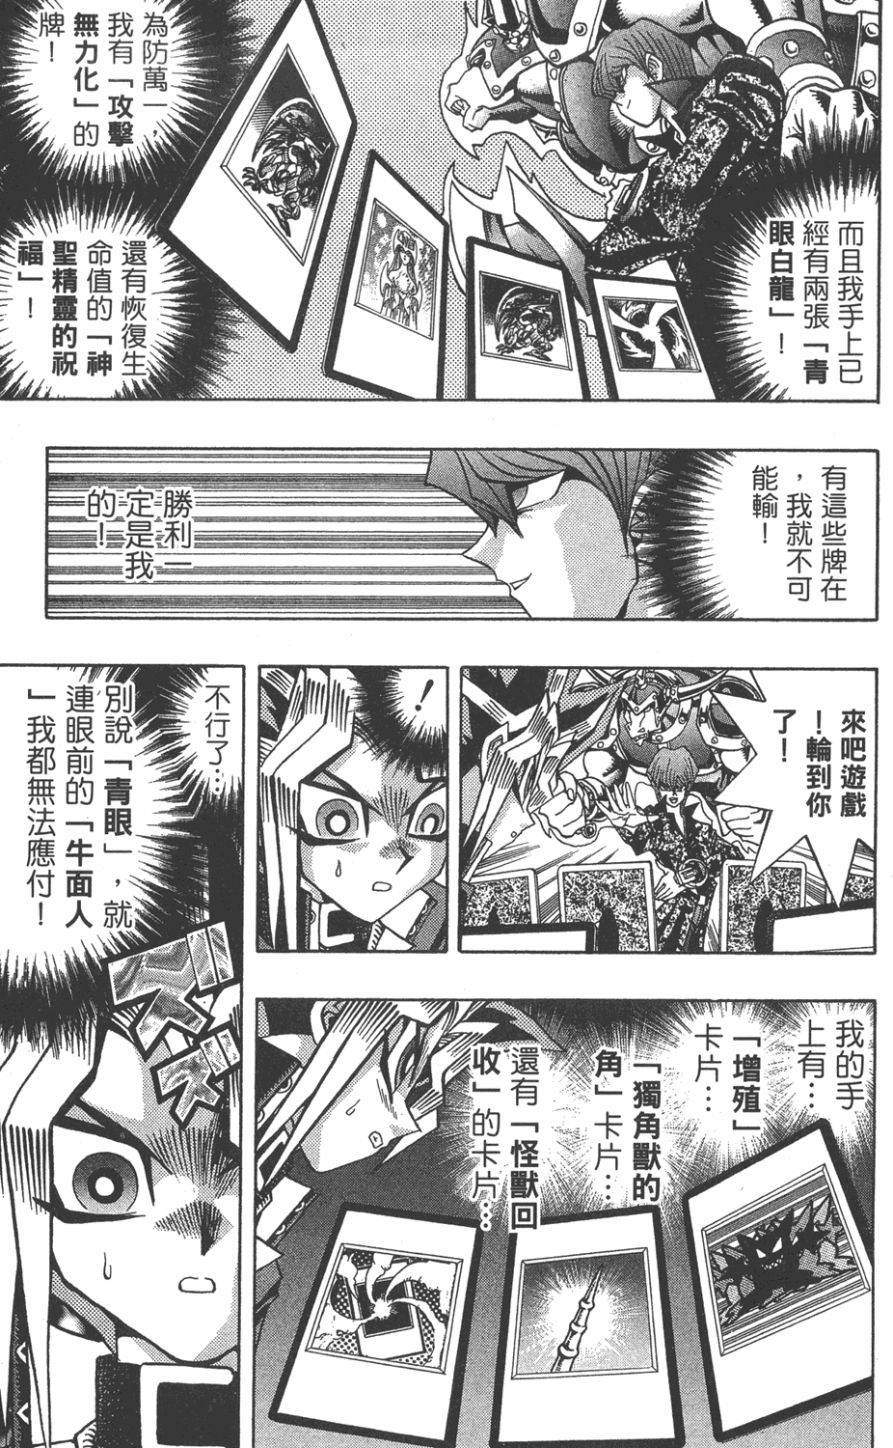 而且我手上已
經有兩張「青
眼白龍」！
為防萬一，
我有「攻擊
無力化」的
牌！
還有恢復生
命值的「神
聖精靈的祝
福」！
有這些牌在
，我就不可
能輸！
勝利一
定是我
的！
來吧遊戲
！輪到你
了！
！
不行了…
別說「青眼」，就
連眼前的「牛面人
」我都無法應付！
我的手
上有…
「增殖」
卡片…
「獨角獸的
角」卡片…
還有「怪獸回
收」的卡片…